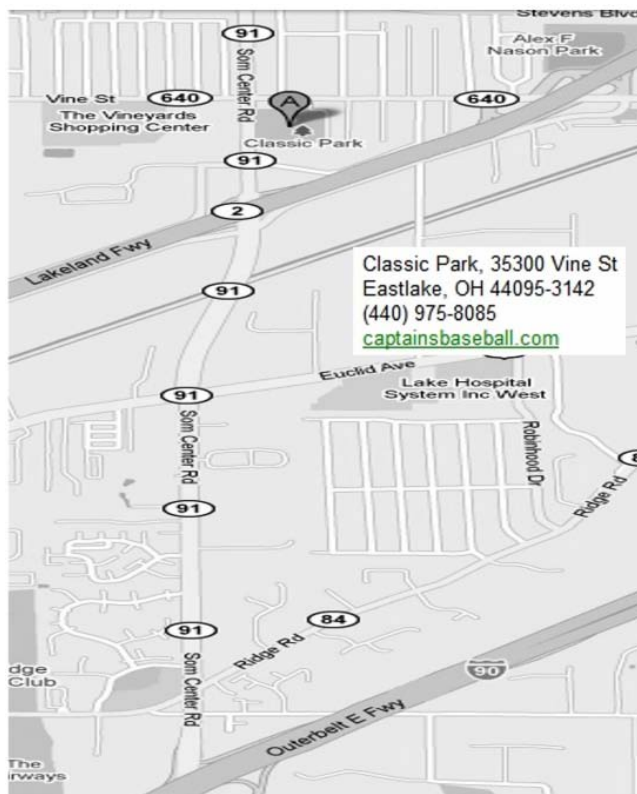 Stevens Blvd
91
Alex F
Nason Park
Som Center Rd
Vine St
640
A
640
The Vineyards
Shopping Center
Classic Park
91
2
Lakeland Fwy
91
Classic Park, 35300 Vine St
Eastlake, OH 44095-3142
(440) 975-8085
captainsbaseball.com
Euclid Ave
91
Lake Hospital
System Inc West
Som Center Rd
Robinhood Dr
91
Ridge Rd
84
91
Ridge Rd
Som Center Rd
dge
Club
90
Outerbelt E Fwy
The
irways